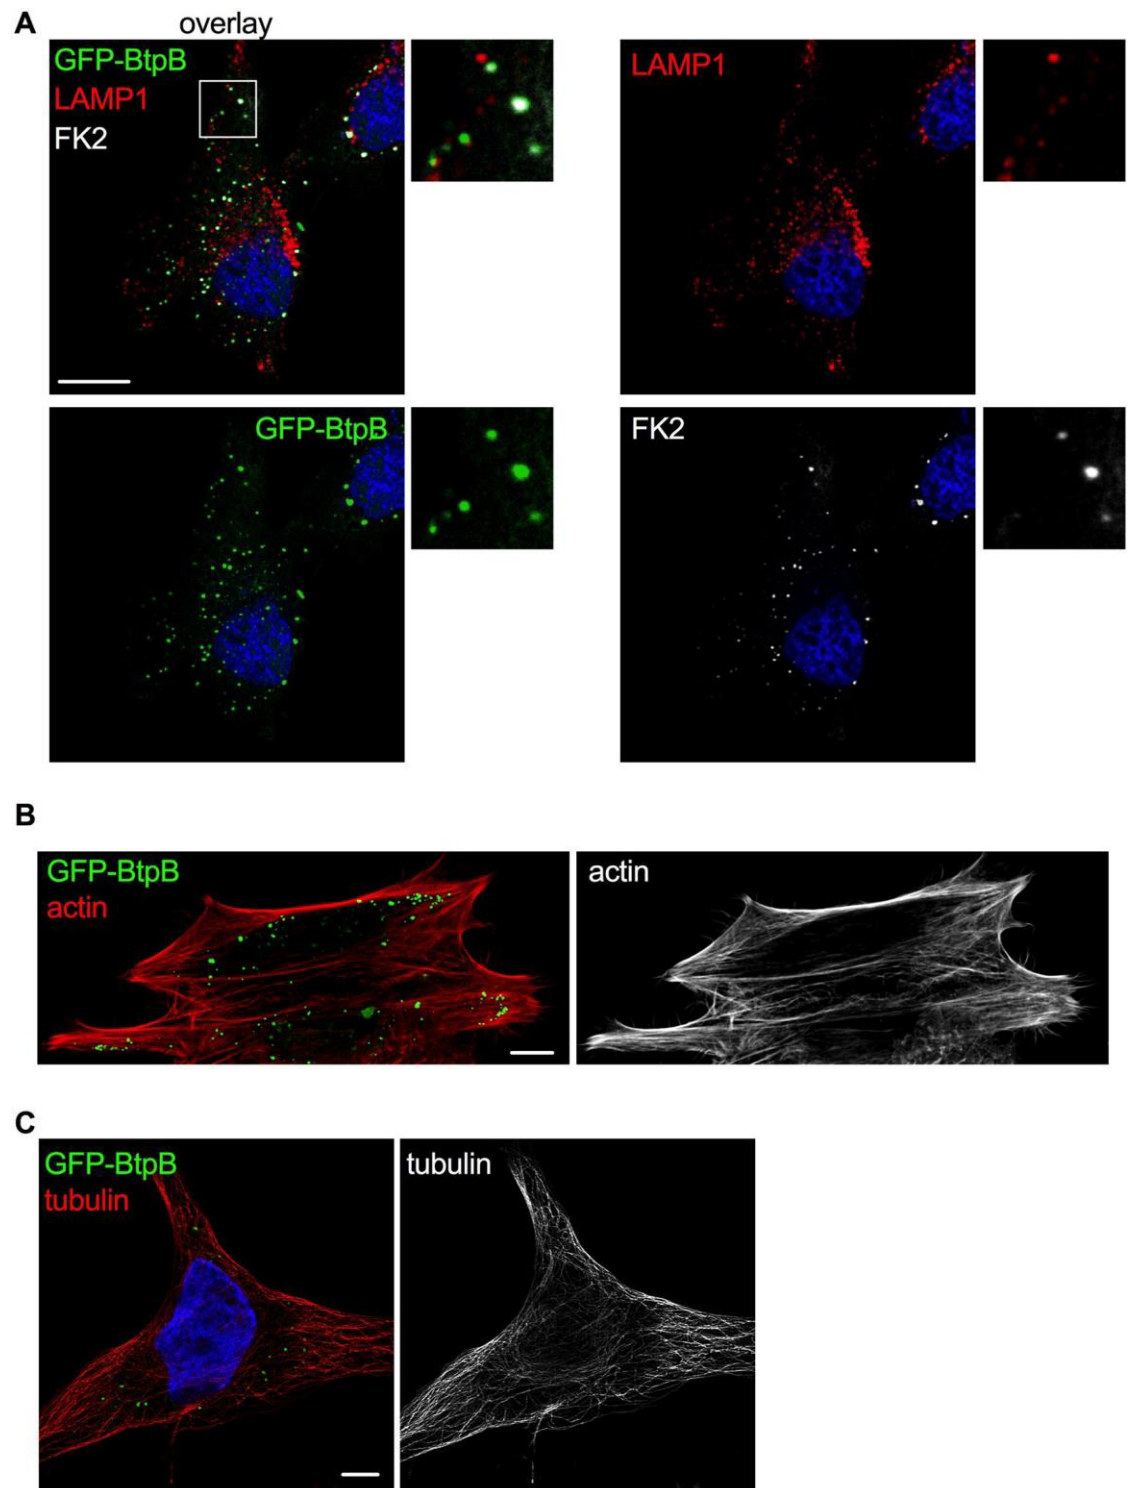 A
overlay
GFP-BtpB
LAMP1
FK2
LAMP1
GFP-BtpB
FK2
B
GFP-BtpB
actin
actin
C
GFP-BtpB
tubulin
tubulin